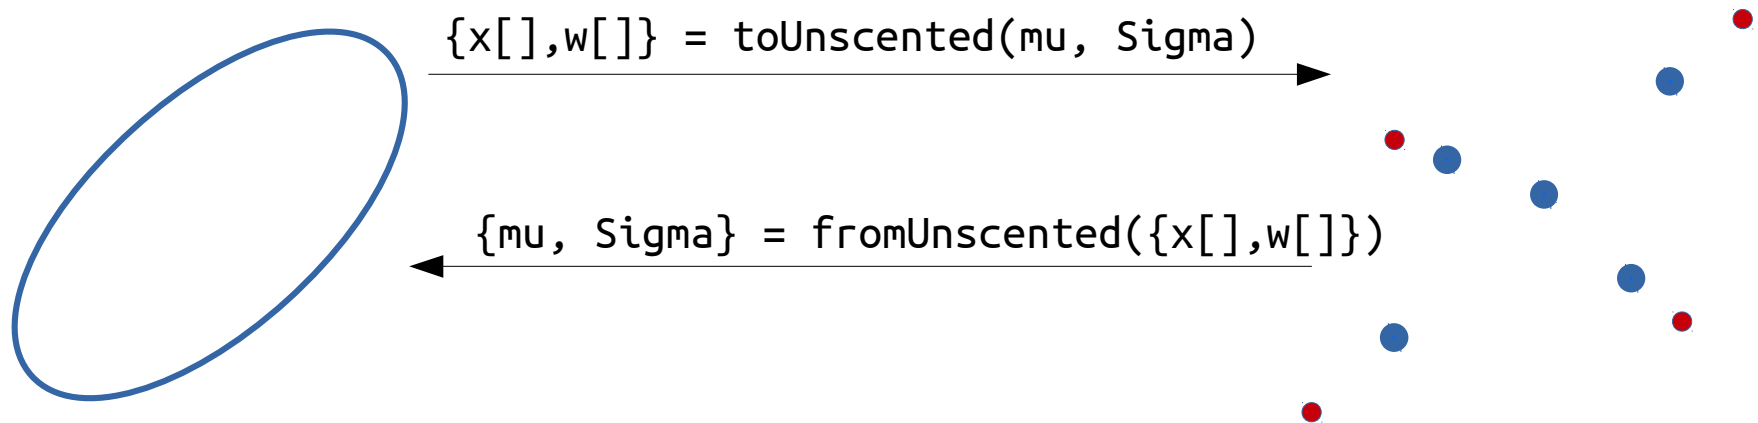 {x[],w[]} = toUnscented(mu, Sigma)
{mu, Sigma} = fromUnscented({x[],w[]})